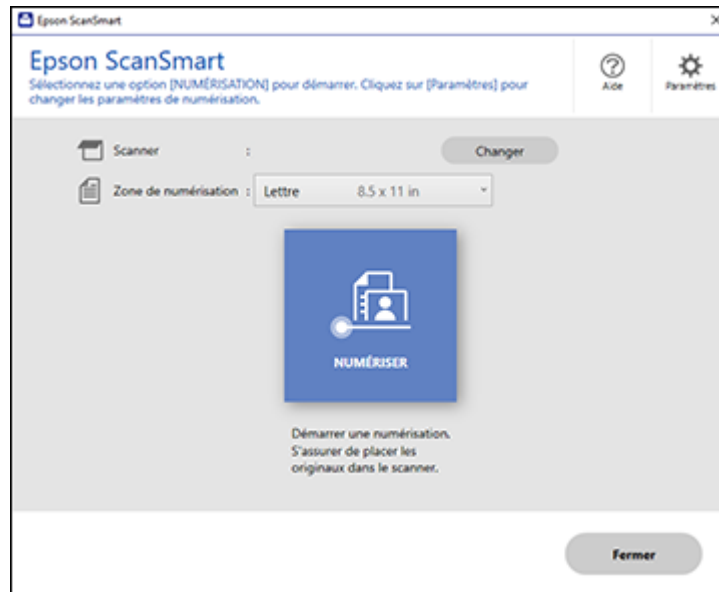 Epson ScanSmart
Epson ScanSmart
Sélectionnez une option [NUMÉRISATION] pour démarrer. Cliquez sur [Paramètres] pour
changer les paramètres de numérisation.
Aide
Paramètres
Scanner :
Changer
Zone de numérisation : Lettre 8.5 x 11 in
NUMÉRISER
Démarrer une numérisation.
S'assurer de placer les
originaux dans le scanner.
Fermer